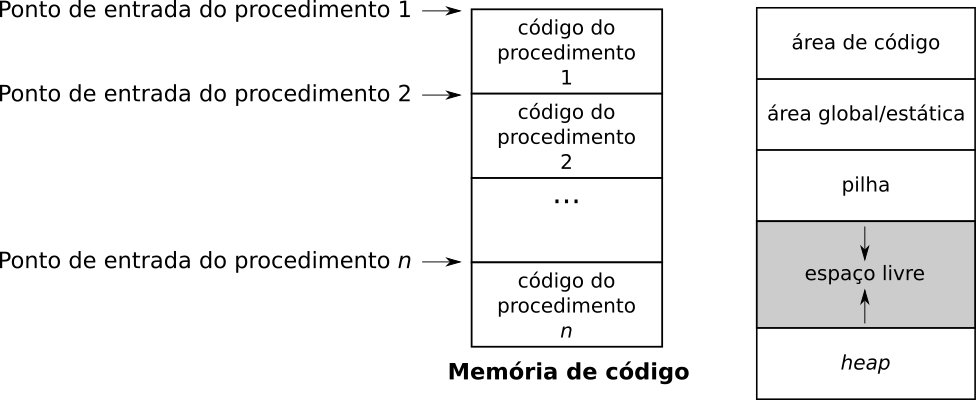 Ponto de entrada do procedimento 1
código do
procedimento
1
Ponto de entrada do procedimento 2
código do
procedimento
2
...
Ponto de entrada do procedimento n
código do
procedimento
n
Memória de código
área de código
área global/estática
pilha
espaço livre
heap